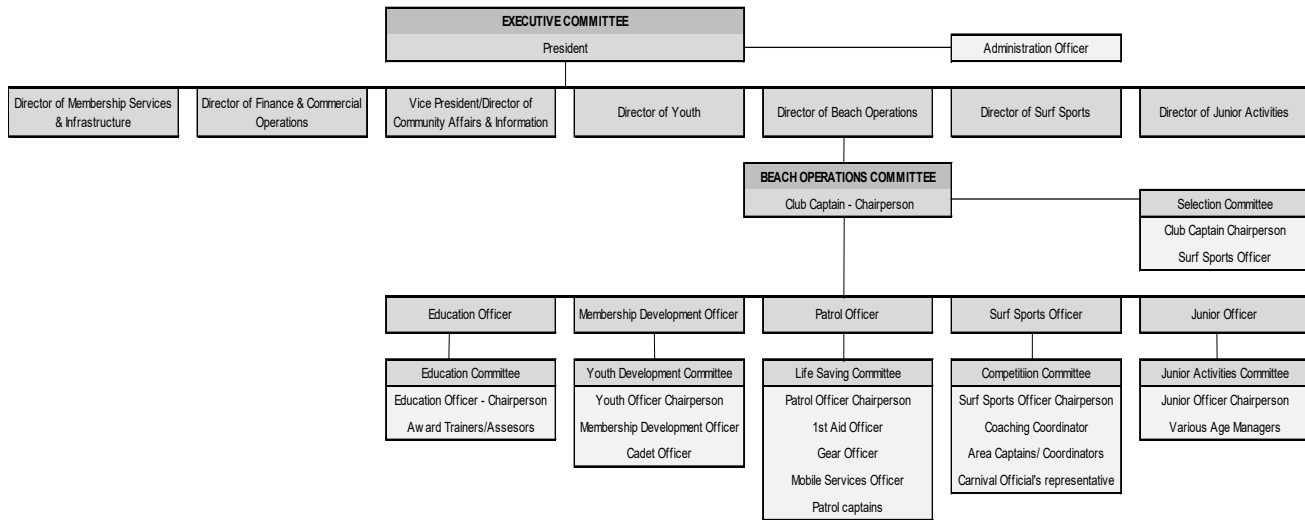 EXECUTIVE COMMITTEE
President
Administration Officer
Director of Membership Services
& Infrastructure
Director of Finance & Commercial
Operations
Vice President/Director of
Community Affairs & Information
Director of Youth
Director of Beach Operations
Director of Surf Sports
Director of Junior Activities
BEACH OPERATIONS COMMITTEE
Club Captain - Chairperson
Selection Committee
Club Captain Chairperson
Surf Sports Officer
Education Officer
Membership Development Officer
Patrol Officer
Surf Sports Officer
Junior Officer
Education Committee
Education Officer - Chairperson
Award Trainers/Assesors
Youth Development Committee
Youth Officer Chairperson
Membership Development Officer
Cadet Officer
Life Saving Committee
Patrol Officer Chairperson
1st Aid Officer
Gear Officer
Mobile Services Officer
Patrol captains
Competitiion Committee
Surf Sports Officer Chairperson
Coaching Coordinator
Area Captains/ Coordinators
Carnival Official's representative
Junior Activities Committee
Junior Officer Chairperson
Various Age Managers